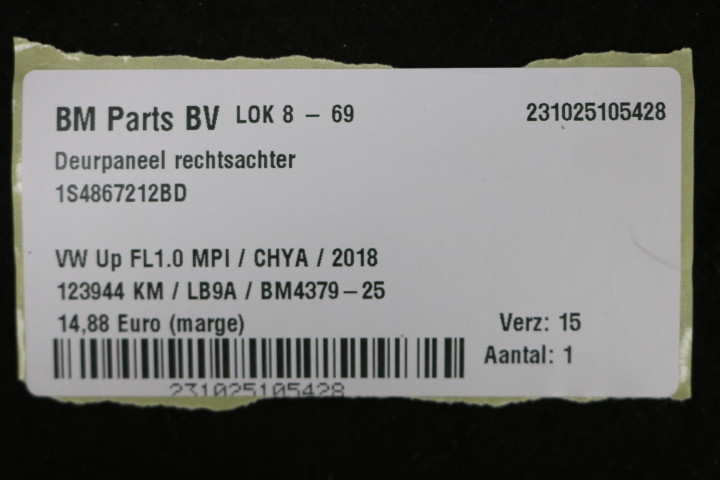 BM Parts BV LOK 8 – 69 231025105428
Deurpaneel rechtsachter
1S4867212BD
VW Up FL1.0 MPI / CHYA / 2018
123944 KM / LB9A / BM4379–25
14,88 Euro (marge) Verz: 15
Aantal: 1
231025105428